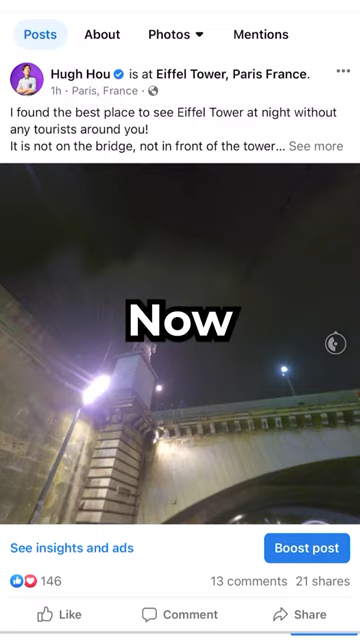 Posts About Photos Mentions
Hugh Hou is at Eiffel Tower, Paris France.
1h · Paris, France ·
I found the best place to see Eiffel Tower at night without
any tourists around you!
It is not on the bridge, not in front of the tower... See more
Now
See insights and ads Boost post
146 13 comments 21 shares
Like Comment Share